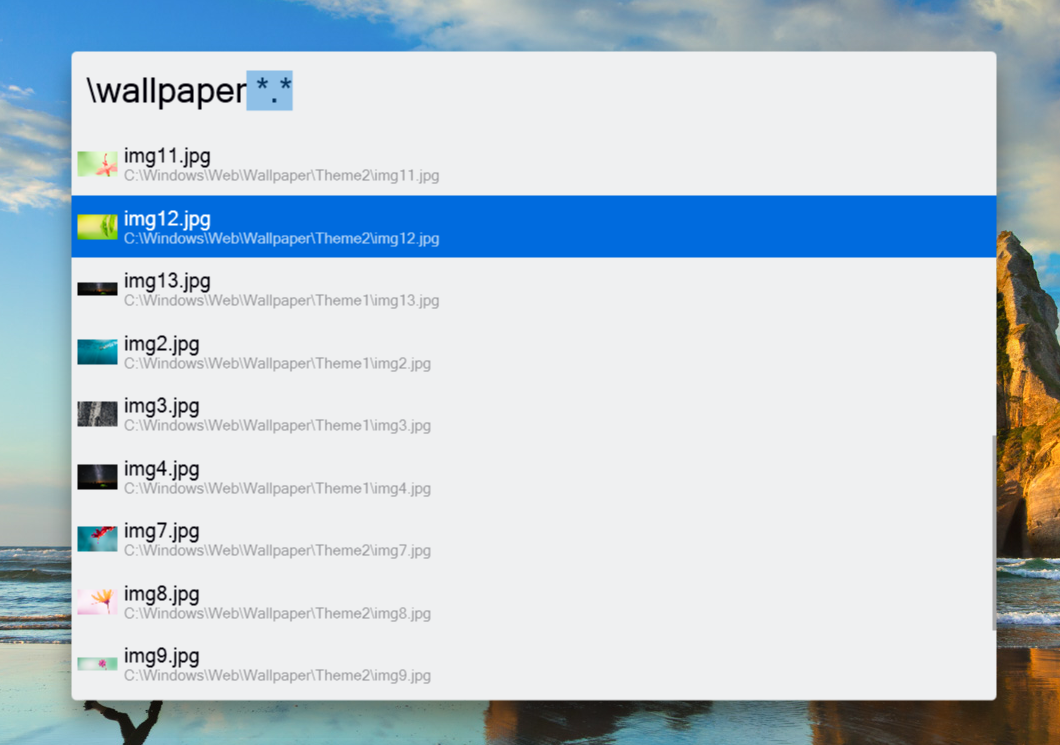 \wallpaper *.*
img11.jpg
C:\Windows\Web\Wallpaper\Theme2\img11.jpg
img12.jpg
C:\Windows\Web\Wallpaper\Theme2\img12.jpg
img13.jpg
C:\Windows\Web\Wallpaper\Theme1\img13.jpg
img2.jpg
C:\Windows\Web\Wallpaper\Theme1\img2.jpg
img3.jpg
C:\Windows\Web\Wallpaper\Theme1\img3.jpg
img4.jpg
C:\Windows\Web\Wallpaper\Theme1\img4.jpg
img7.jpg
C:\Windows\Web\Wallpaper\Theme2\img7.jpg
img8.jpg
C:\Windows\Web\Wallpaper\Theme2\img8.jpg
img9.jpg
C:\Windows\Web\Wallpaper\Theme2\img9.jpg